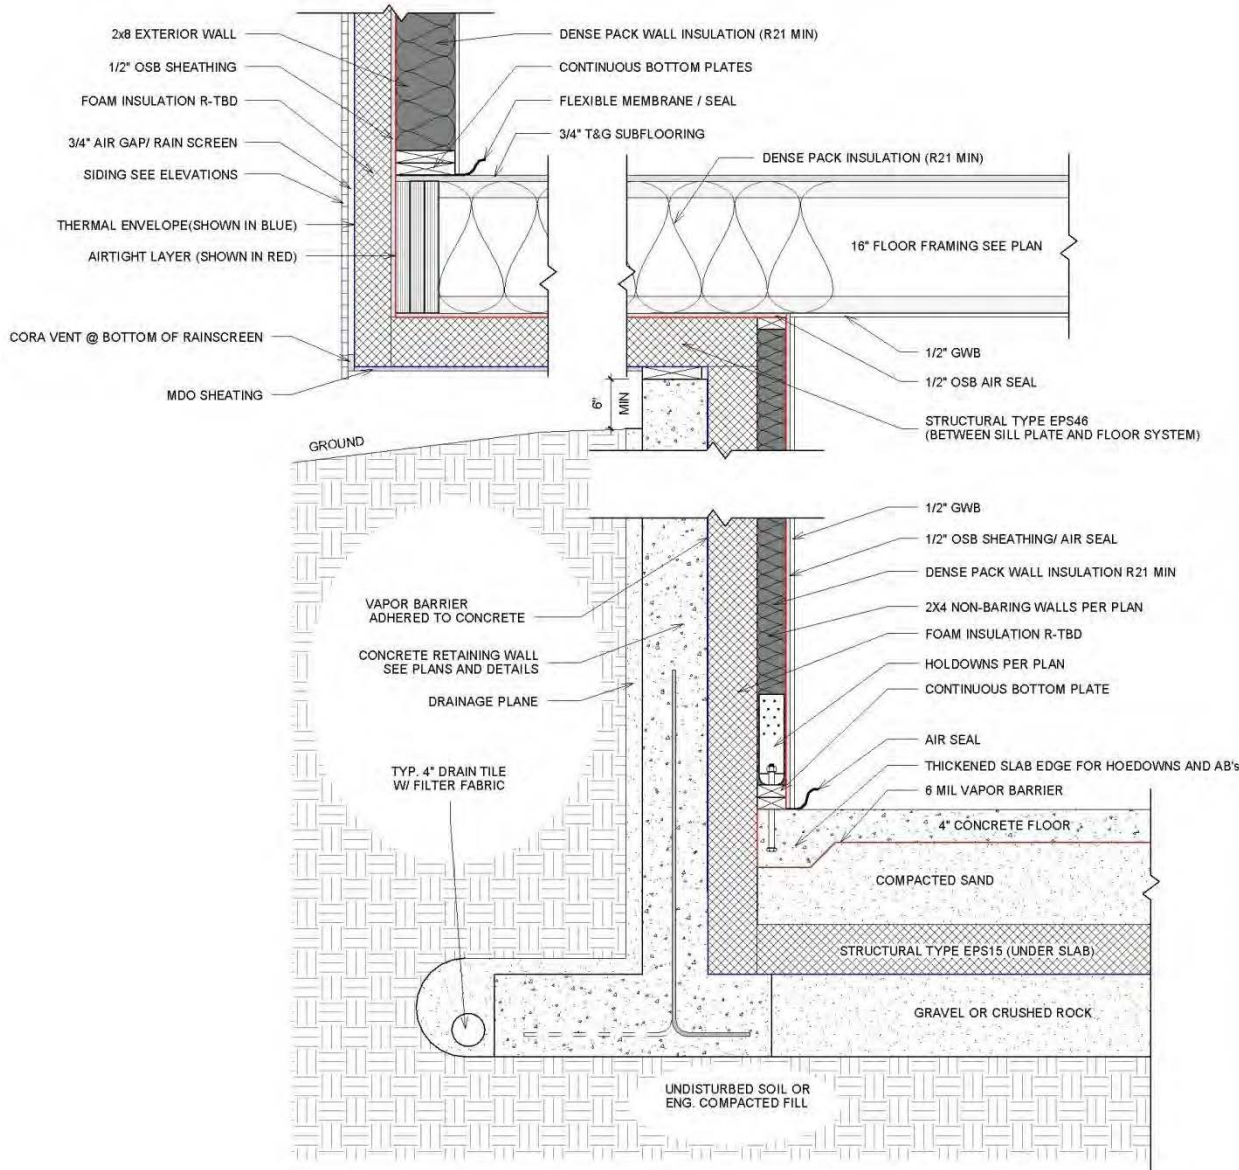 2x8 EXTERIOR WALL
1/2" OSB SHEATHING
FOAM INSULATION R-TBD
3/4" AIR GAP/ RAIN SCREEN
SIDING SEE ELEVATIONS
THERMAL ENVELOPE(SHOWN IN BLUE)
AIRTIGHT LAYER (SHOWN IN RED)
CORA VENT @ BOTTOM OF RAINSCREEN
MDO SHEATING
DENSE PACK WALL INSULATION (R21 MIN)
CONTINUOUS BOTTOM PLATES
FLEXIBLE MEMBRANE / SEAL
3/4" T&G SUBFLOORING
DENSE PACK INSULATION (R21 MIN)
16" FLOOR FRAMING SEE PLAN
1/2" GWB
1/2" OSB AIR SEAL
STRUCTURAL TYPE EPS46
(BETWEEN SILL PLATE AND FLOOR SYSTEM)
6"
MIN
GROUND
1/2" GWB
1/2" OSB SHEATHING/ AIR SEAL
DENSE PACK WALL INSULATION R21 MIN
2X4 NON-BARING WALLS PER PLAN
FOAM INSULATION R-TBD
HOLDOWNS PER PLAN
CONTINUOUS BOTTOM PLATE
AIR SEAL
THICKENED SLAB EDGE FOR HOEDOWNS AND AB's
6 MIL VAPOR BARRIER
VAPOR BARRIER
ADHERED TO CONCRETE
CONCRETE RETAINING WALL
SEE PLANS AND DETAILS
DRAINAGE PLANE
TYP. 4" DRAIN TILE
W/ FILTER FABRIC
4" CONCRETE FLOOR
COMPACTED SAND
STRUCTURAL TYPE EPS15 (UNDER SLAB)
GRAVEL OR CRUSHED ROCK
UNDISTURBED SOIL OR
ENG. COMPACTED FILL